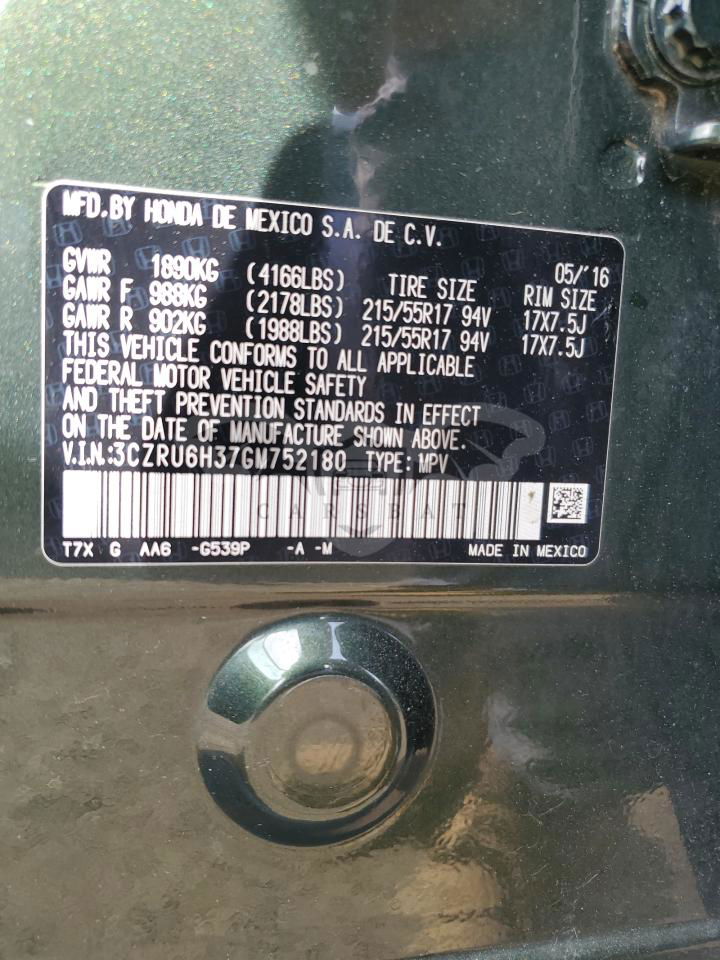 MFD.BY HONDA DE MEXICO S.A. DE C.V.
GVWR 1890KG (4166LBS) TIRE SIZE 05/'16 RIM SIZE
GAWR F 988KG (2178LBS) 215/55R17 94V 17X7.5J
GAWR R 902KG (1988LBS) 215/55R17 94V 17X7.5J
THIS VEHICLE CONFORMS TO ALL APPLICABLE
FEDERAL MOTOR VEHICLE SAFETY
AND THEFT PREVENTION STANDARDS IN EFFECT
ON THE DATE OF MANUFACTURE SHOWN ABOVE.
V.I.N.:3CZRU6H37GM752180 TYPE: MPV
CARSBAT
T7X G AA6 -G539P -A -M MADE IN MEXICO